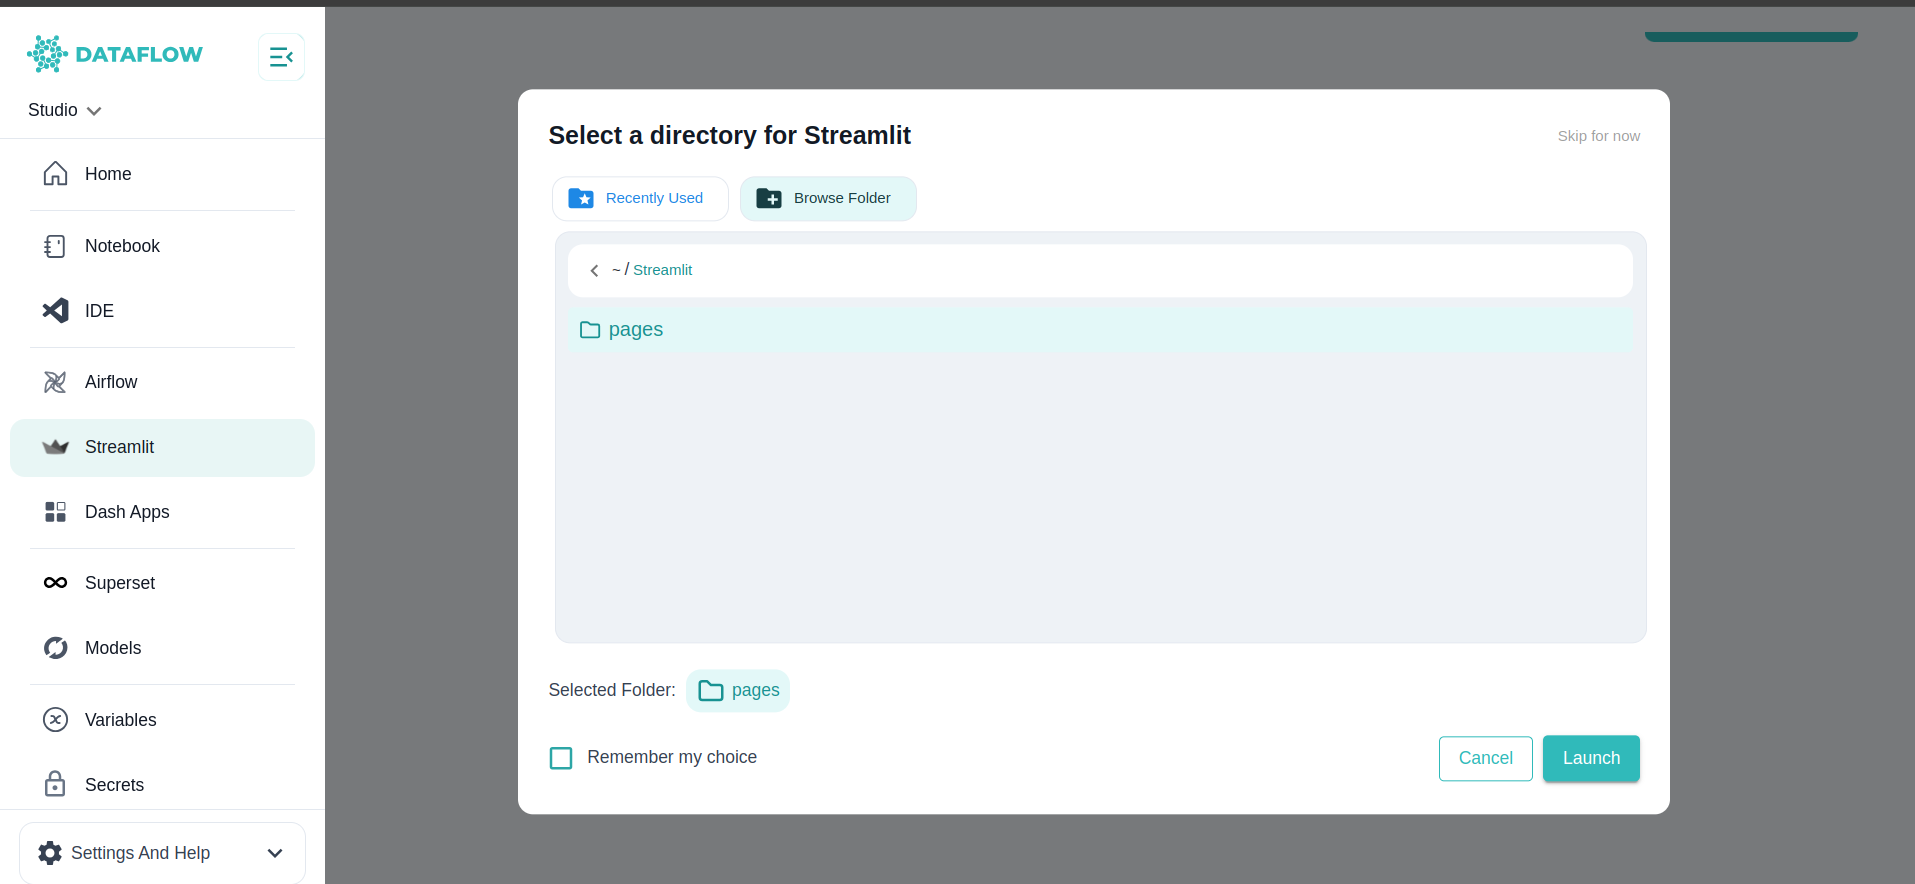 DATAFLOW
Studio
Home
Notebook
IDE
Airflow
Streamlit
Dash Apps
Superset
Models
Variables
Secrets
Settings And Help
Select a directory for Streamlit
Skip for now
Recently Used
Browse Folder
~ / Streamlit
pages
Selected Folder: pages
Remember my choice
Cancel
Launch